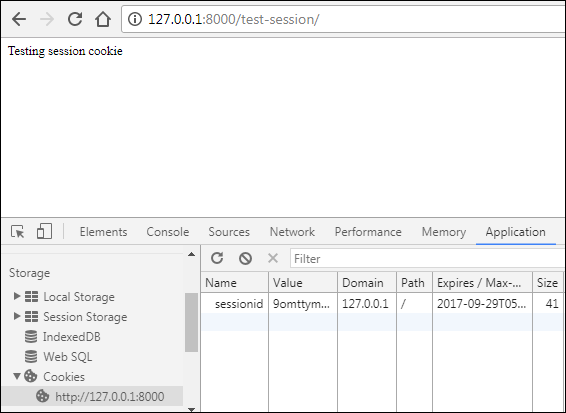 127.0.0.1:8000/test-session/
Testing session cookie
Elements Console Sources Network Performance Memory Application
Storage
Local Storage
Session Storage
IndexedDB
Web SQL
Cookies
http://127.0.0.1:8000
Filter
Name Value Domain Path Expires / Max-... Size
sessionid 9omttym... 127.0.0.1 / 2017-09-29T05... 41